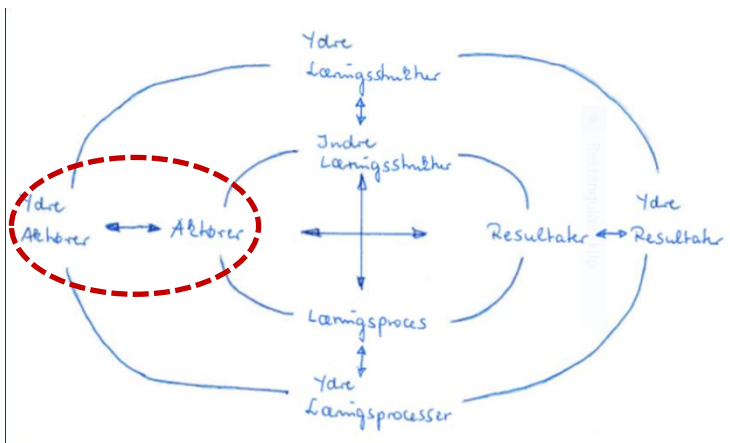 Ydre
Læringsstruktur
Indre
Læringsstruktur
Ydre
Aktører
Aktører
Resultater
Ydre
Resultater
Læringsproces
Ydre
Læringsprocesser